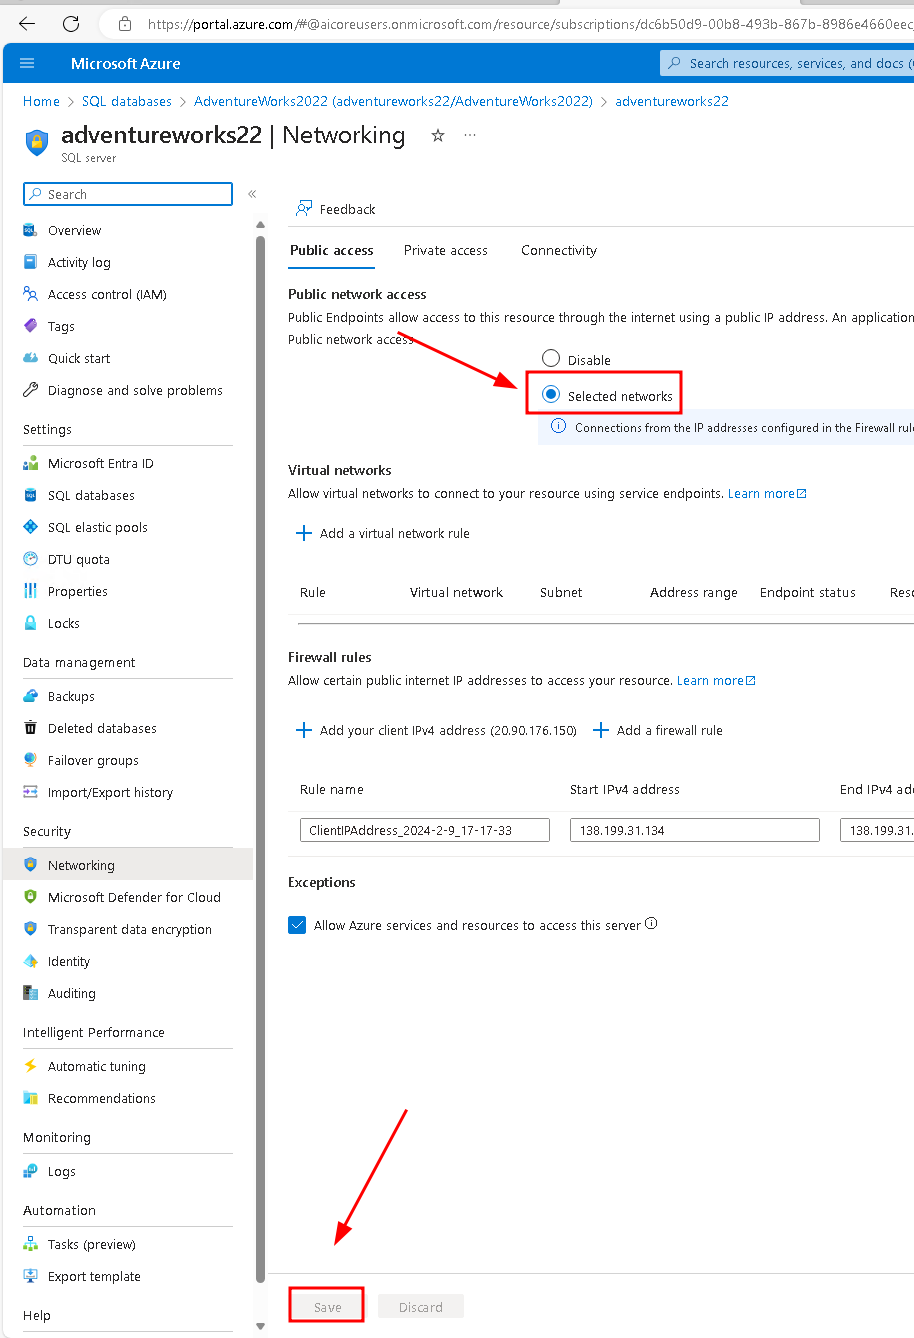 https://portal.azure.com/#@aicoreusers.onmicrosoft.com/resource/subscriptions/dc6b50d9-00b8-493b-867b-8986e4660eec
Microsoft Azure
Search resources, services, and docs (
Home > SQL databases > AdventureWorks2022 (adventureworks22/AdventureWorks2022) > adventureworks22
adventureworks22 | Networking
SQL server
Search
Overview
Activity log
Access control (IAM)
Tags
Quick start
Diagnose and solve problems
Settings
Microsoft Entra ID
SQL databases
SQL elastic pools
DTU quota
Properties
Locks
Data management
Backups
Deleted databases
Failover groups
Import/Export history
Security
Networking
Microsoft Defender for Cloud
Transparent data encryption
Identity
Auditing
Intelligent Performance
Automatic tuning
Recommendations
Monitoring
Logs
Automation
Tasks (preview)
Export template
Help
Feedback
Public access Private access Connectivity
Public network access
Public Endpoints allow access to this resource through the internet using a public IP address. An application
Public network access
Disable
Selected networks
Connections from the IP addresses configured in the Firewall rul
Virtual networks
Allow virtual networks to connect to your resource using service endpoints. Learn more
+ Add a virtual network rule
Rule Virtual network Subnet Address range Endpoint status Reso
Firewall rules
Allow certain public internet IP addresses to access your resource. Learn more
+ Add your client IPv4 address (20.90.176.150) + Add a firewall rule
Rule name Start IPv4 address End IPv4 add
ClientIPAddress_2024-2-9_17-17-33 138.199.31.134 138.199.31.
Exceptions
Allow Azure services and resources to access this server
Save Discard